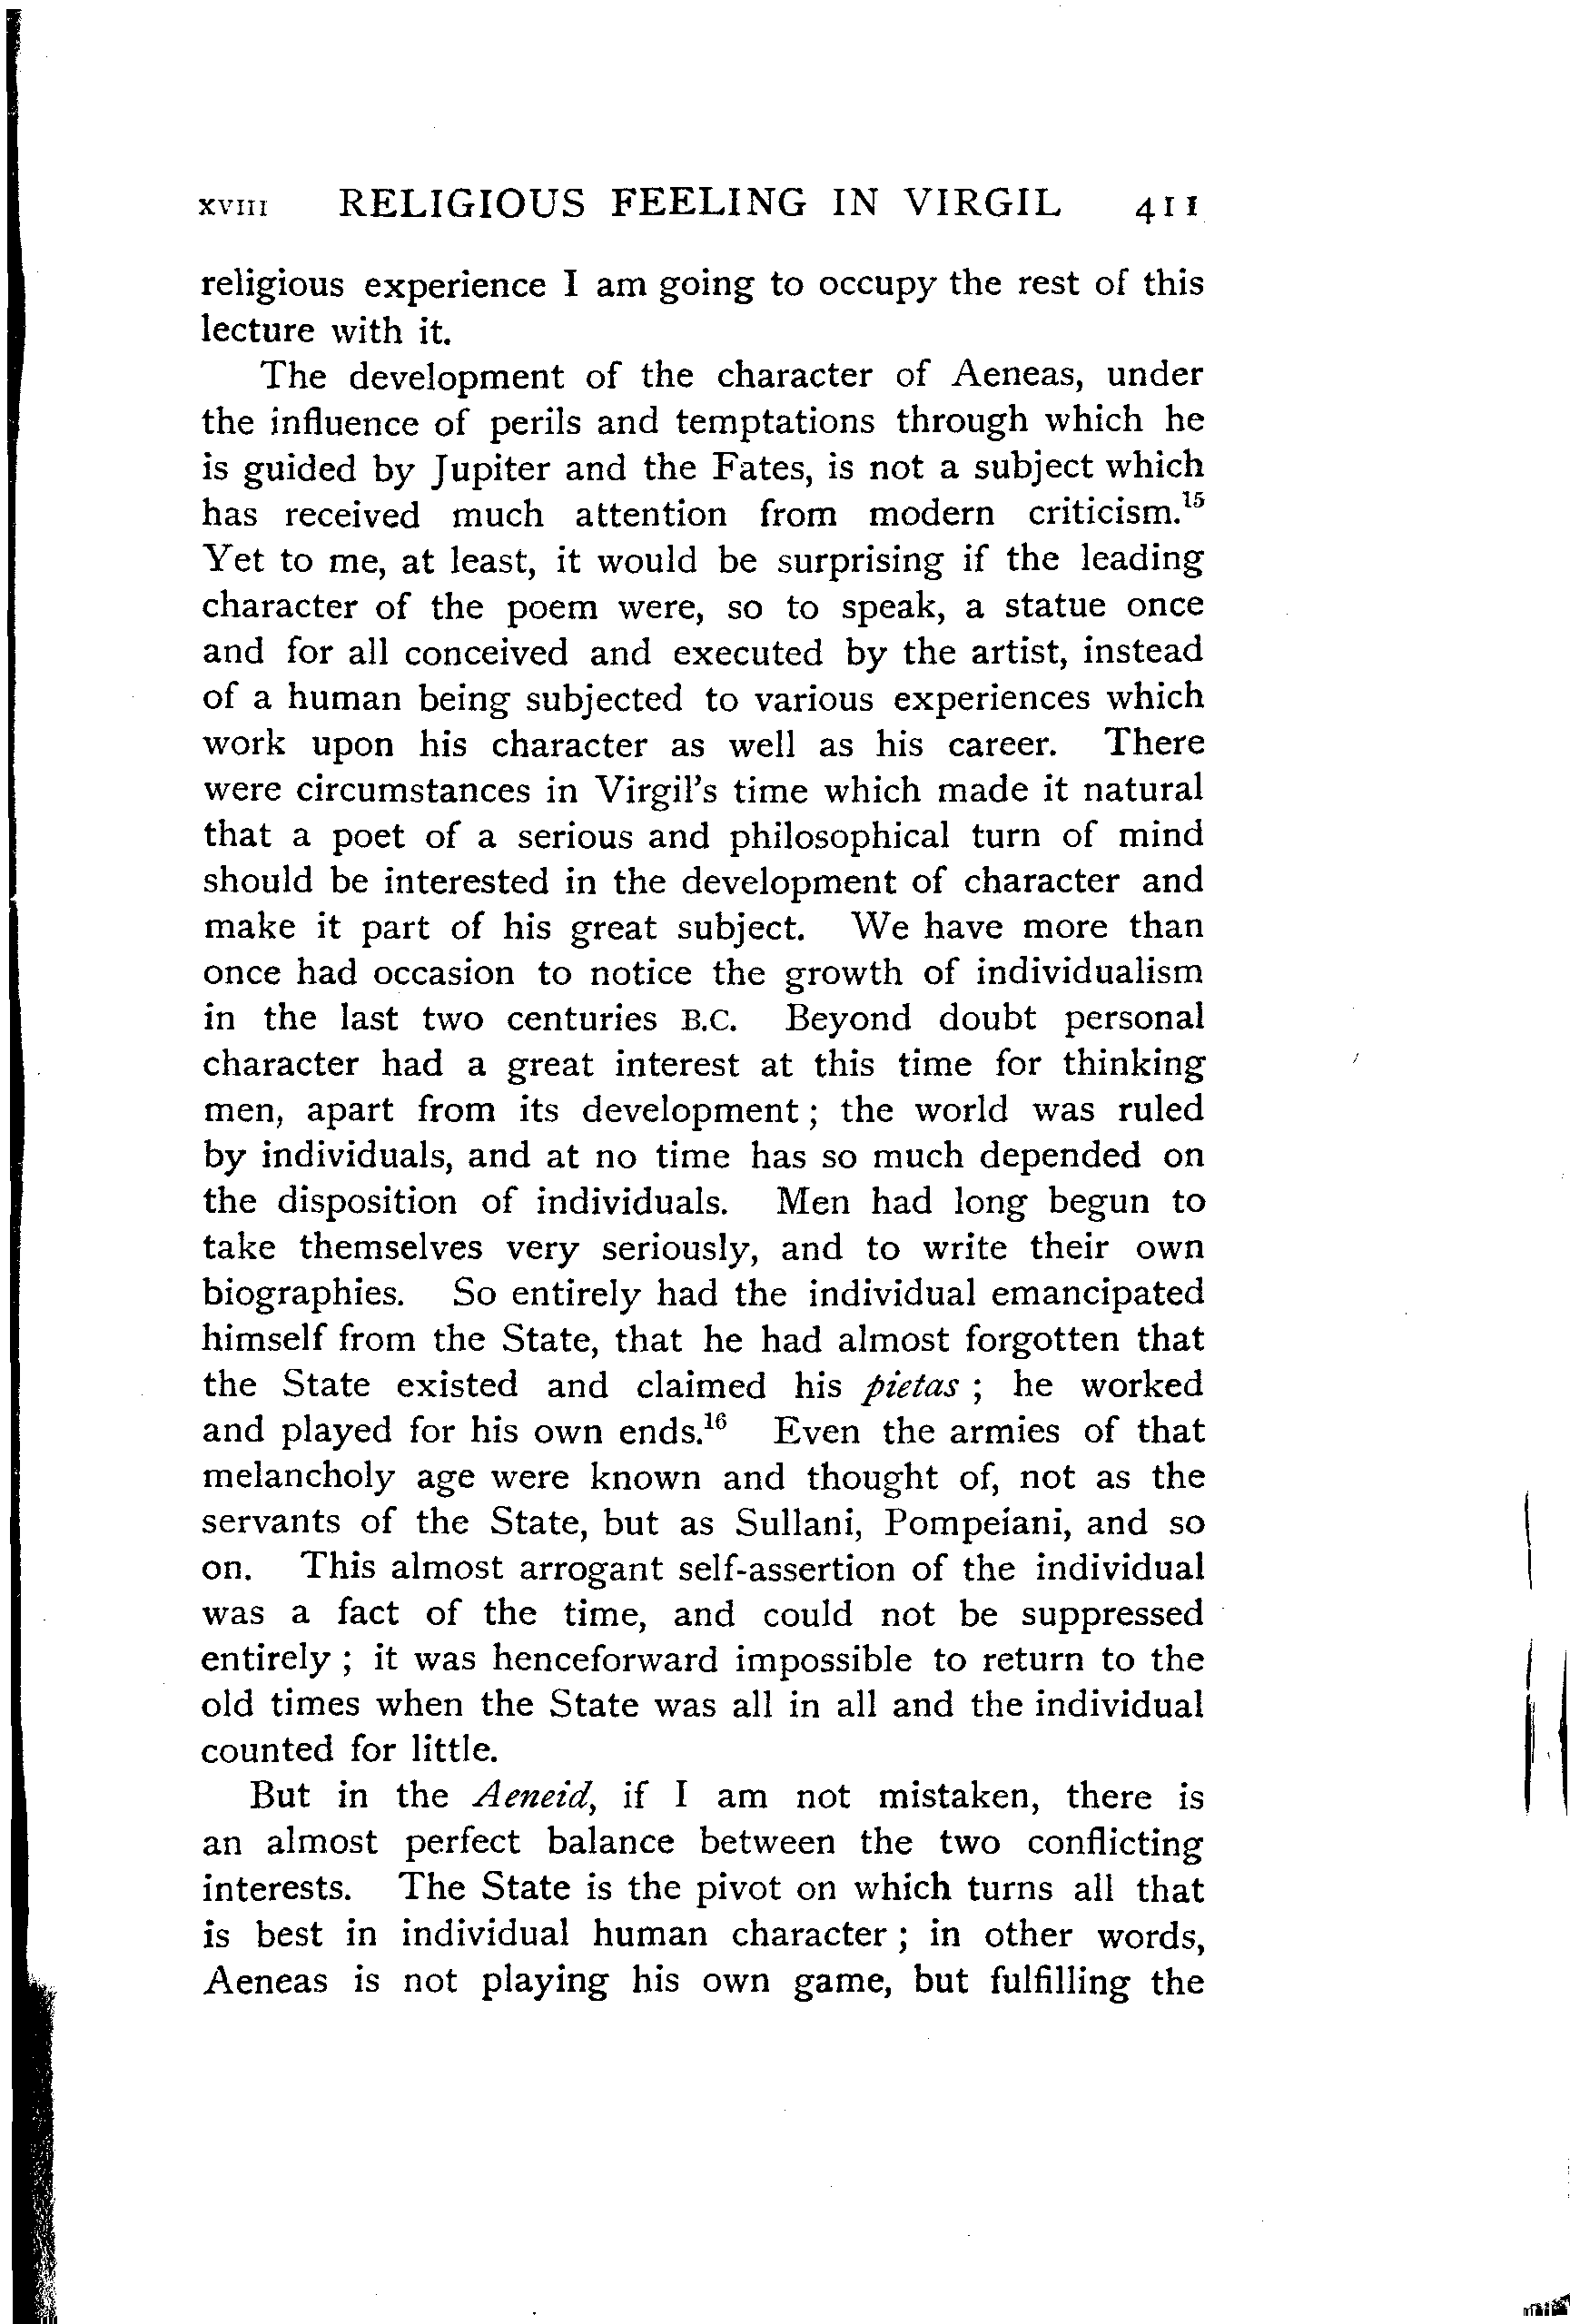 xviii RELIGIOUS FEELING IN VIRGIL 411
religious experience I am going to occupy the rest of this
lecture with it.
The development of the character of Aeneas, under
the influence of perils and temptations through which he
is guided by Jupiter and the Fates, is not a subject which
has received much attention from modern criticism.¹⁵
Yet to me, at least, it would be surprising if the leading
character of the poem were, so to speak, a statue once
and for all conceived and executed by the artist, instead
of a human being subjected to various experiences which
work upon his character as well as his career. There
were circumstances in Virgil's time which made it natural
that a poet of a serious and philosophical turn of mind
should be interested in the development of character and
make it part of his great subject. We have more than
once had occasion to notice the growth of individualism
in the last two centuries B.C. Beyond doubt personal
character had a great interest at this time for thinking
men, apart from its development ; the world was ruled
by individuals, and at no time has so much depended on
the disposition of individuals. Men had long begun to
take themselves very seriously, and to write their own
biographies. So entirely had the individual emancipated
himself from the State, that he had almost forgotten that
the State existed and claimed his pietas ; he worked
and played for his own ends.¹⁶ Even the armies of that
melancholy age were known and thought of, not as the
servants of the State, but as Sullani, Pompeiani, and so
on. This almost arrogant self-assertion of the individual
was a fact of the time, and could not be suppressed
entirely ; it was henceforward impossible to return to the
old times when the State was all in all and the individual
counted for little.
But in the Aeneid, if I am not mistaken, there is
an almost perfect balance between the two conflicting
interests. The State is the pivot on which turns all that
is best in individual human character ; in other words,
Aeneas is not playing his own game, but fulfilling the